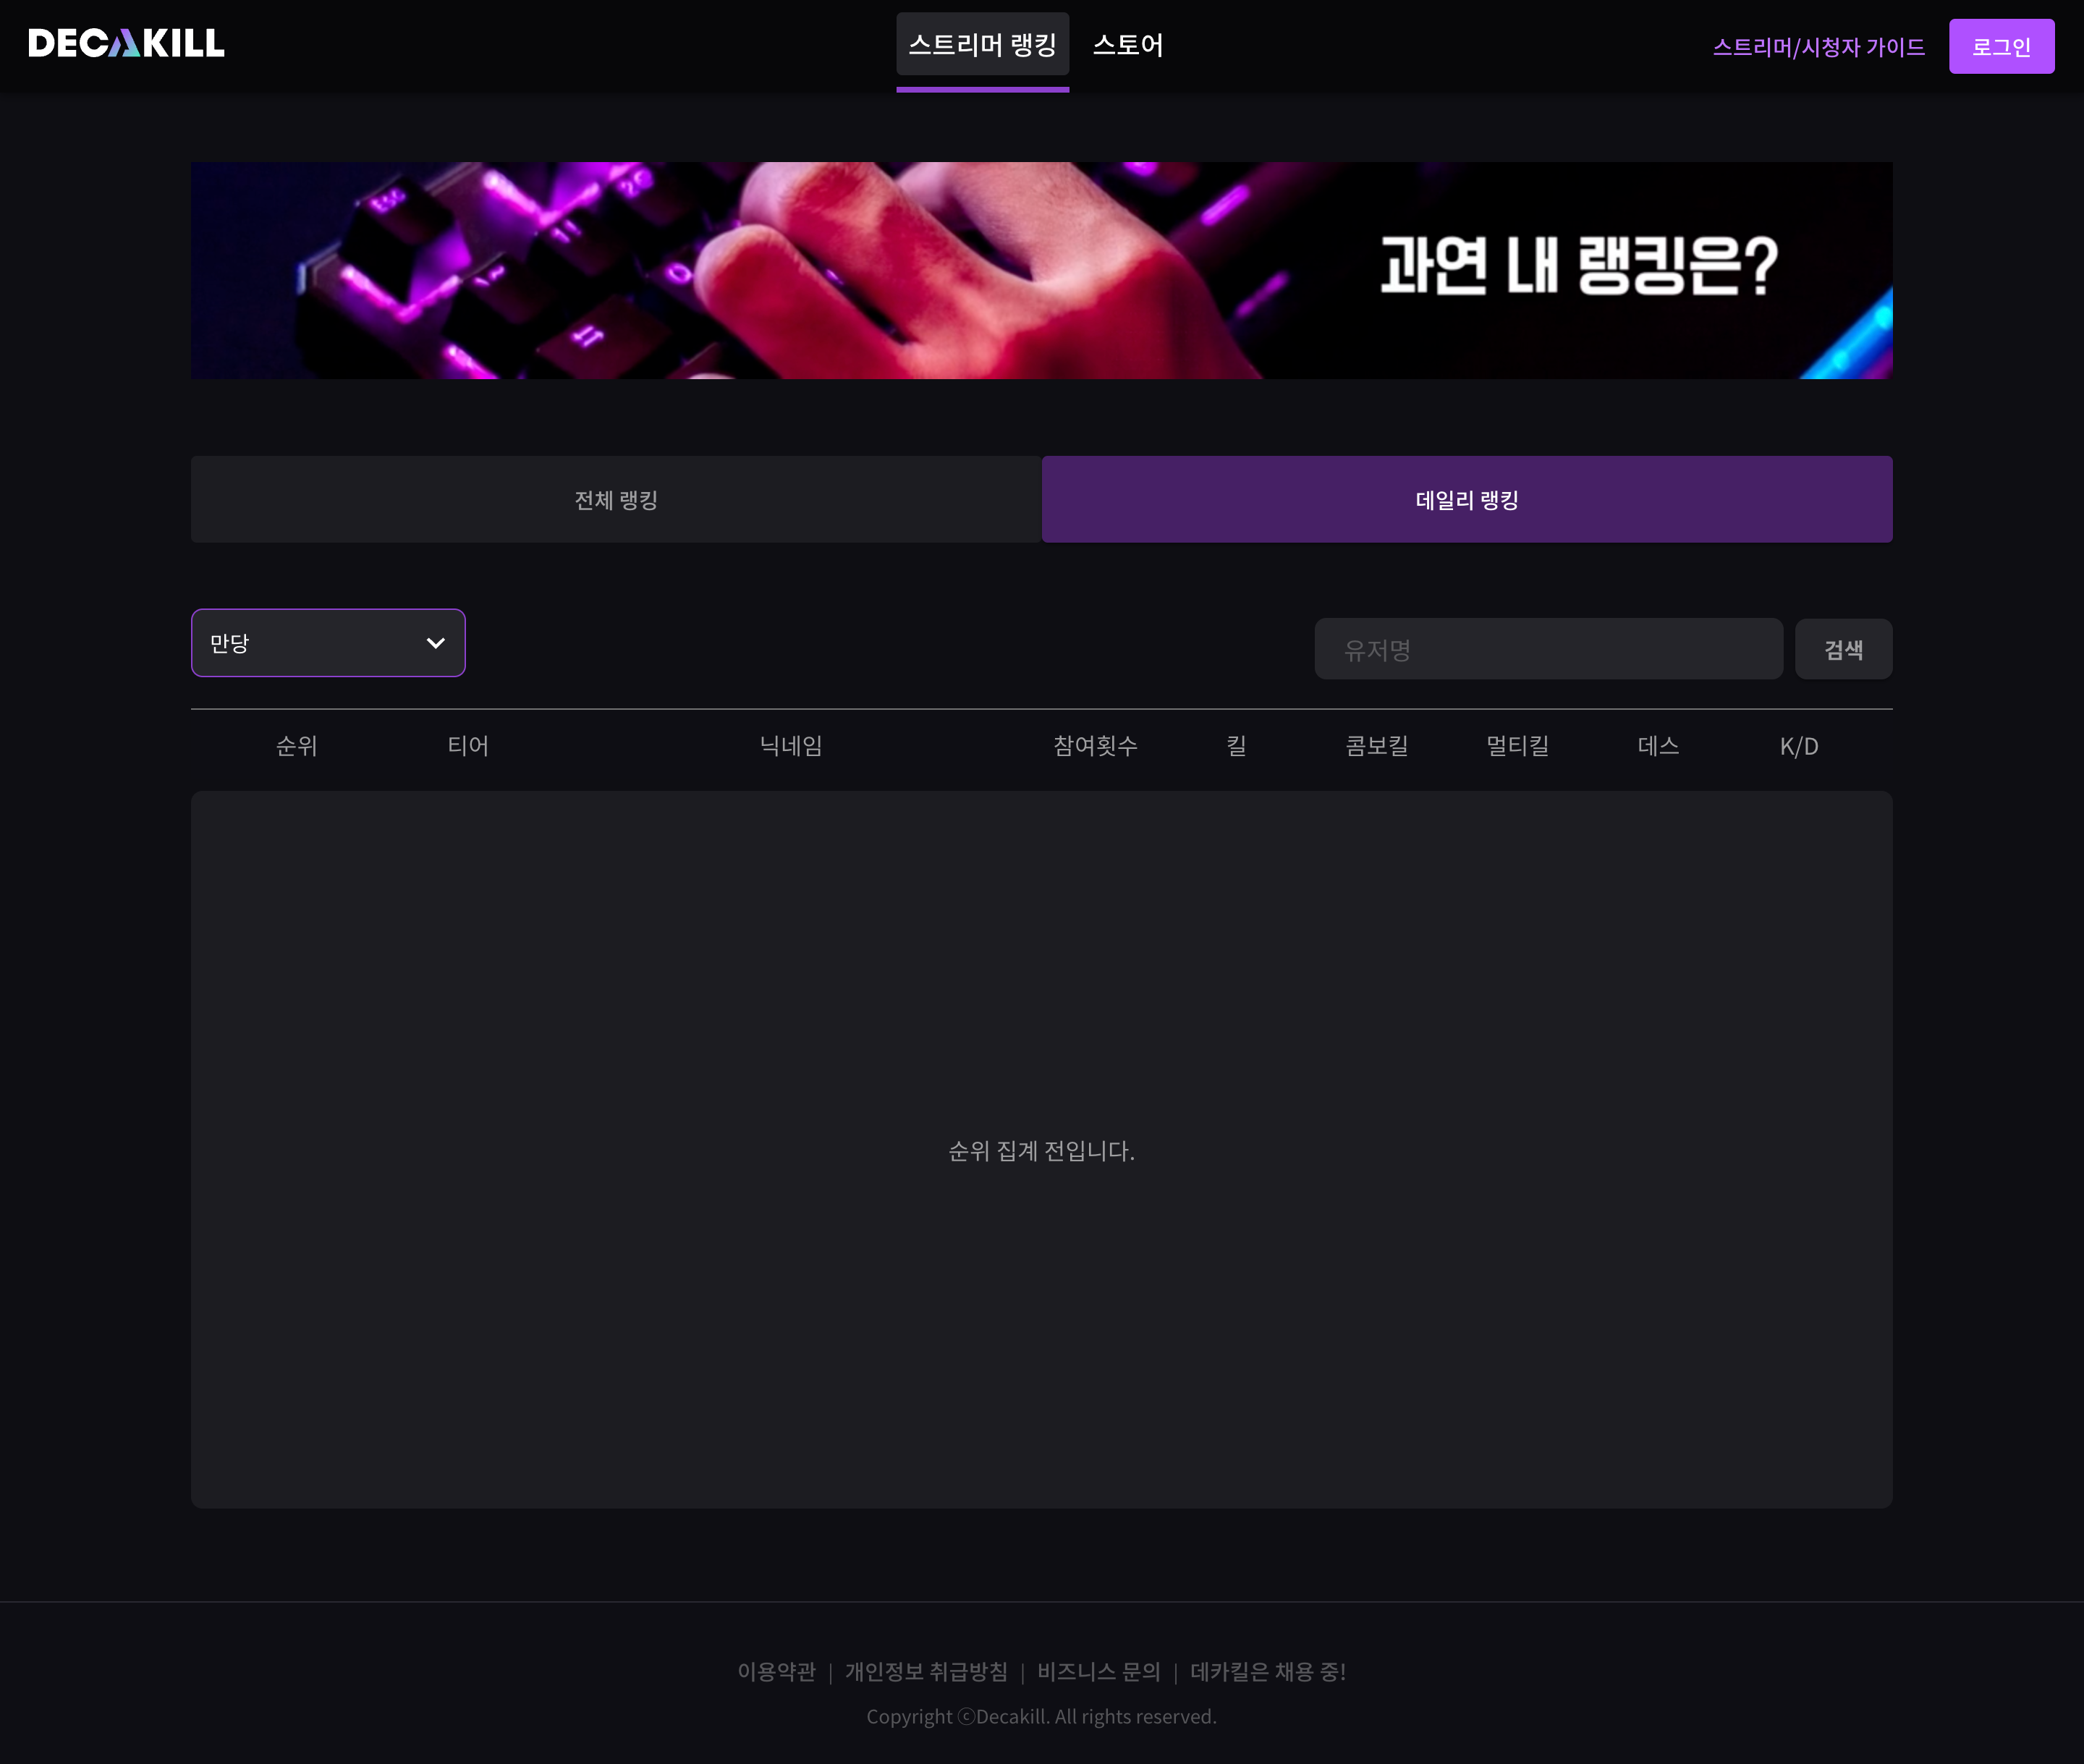 DECAKILL
스트리머 랭킹
스토어
스트리머/시청자 가이드
로그인
과연 내 랭킹은?
전체 랭킹
데일리 랭킹
만당
유저명
검색
순위 티어 닉네임 참여횟수 킬 콤보킬 멀티킬 데스 K/D
순위 집계 전입니다.
이용약관 | 개인정보 취급방침 | 비즈니스 문의 | 데카킬은 채용 중!
Copyright ⓒDecakill. All rights reserved.